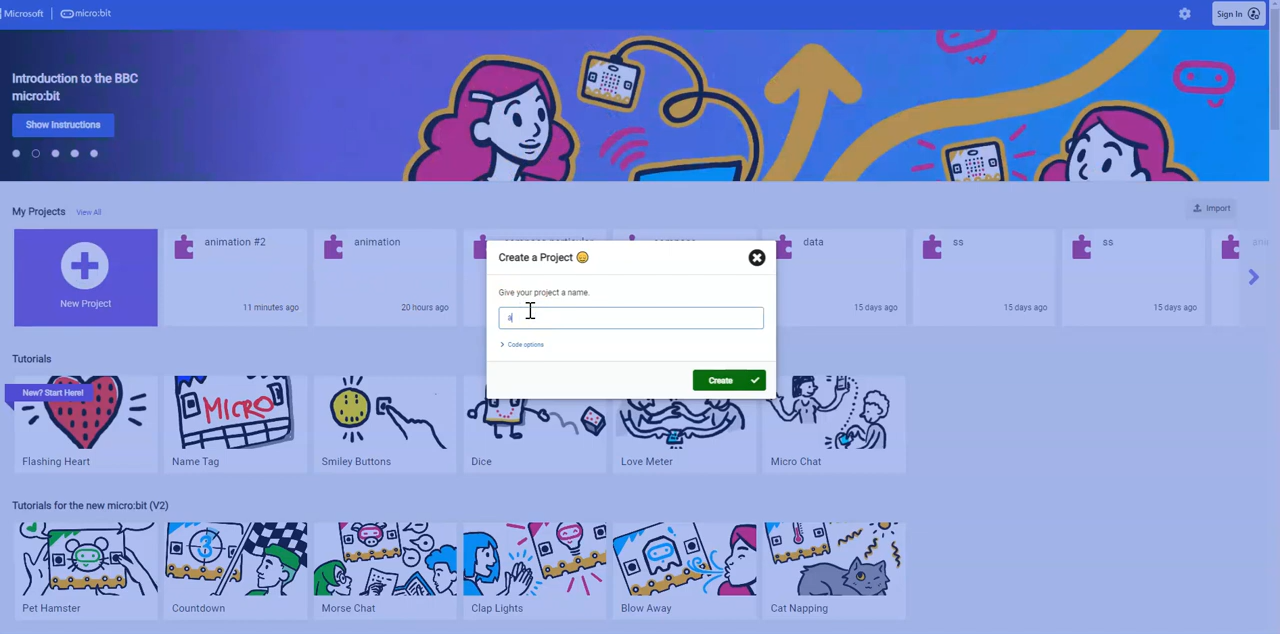 Microsoft | micro:bit
Sign In
Introduction to the BBC
micro:bit
Show Instructions
My Projects View All
Import
New Project
animation #2
11 minutes ago
animation
20 hours ago
data
15 days ago
ss
15 days ago
ss
15 days ago
Create a Project
Give your project a name.
a
Code options
Create
Tutorials
New? Start Here!
MICRO
Flashing Heart
Name Tag
Smiley Buttons
Dice
Love Meter
Micro Chat
Tutorials for the new micro:bit (V2)
3
Pet Hamster
Countdown
Morse Chat
Clap Lights
Blow Away
Cat Napping